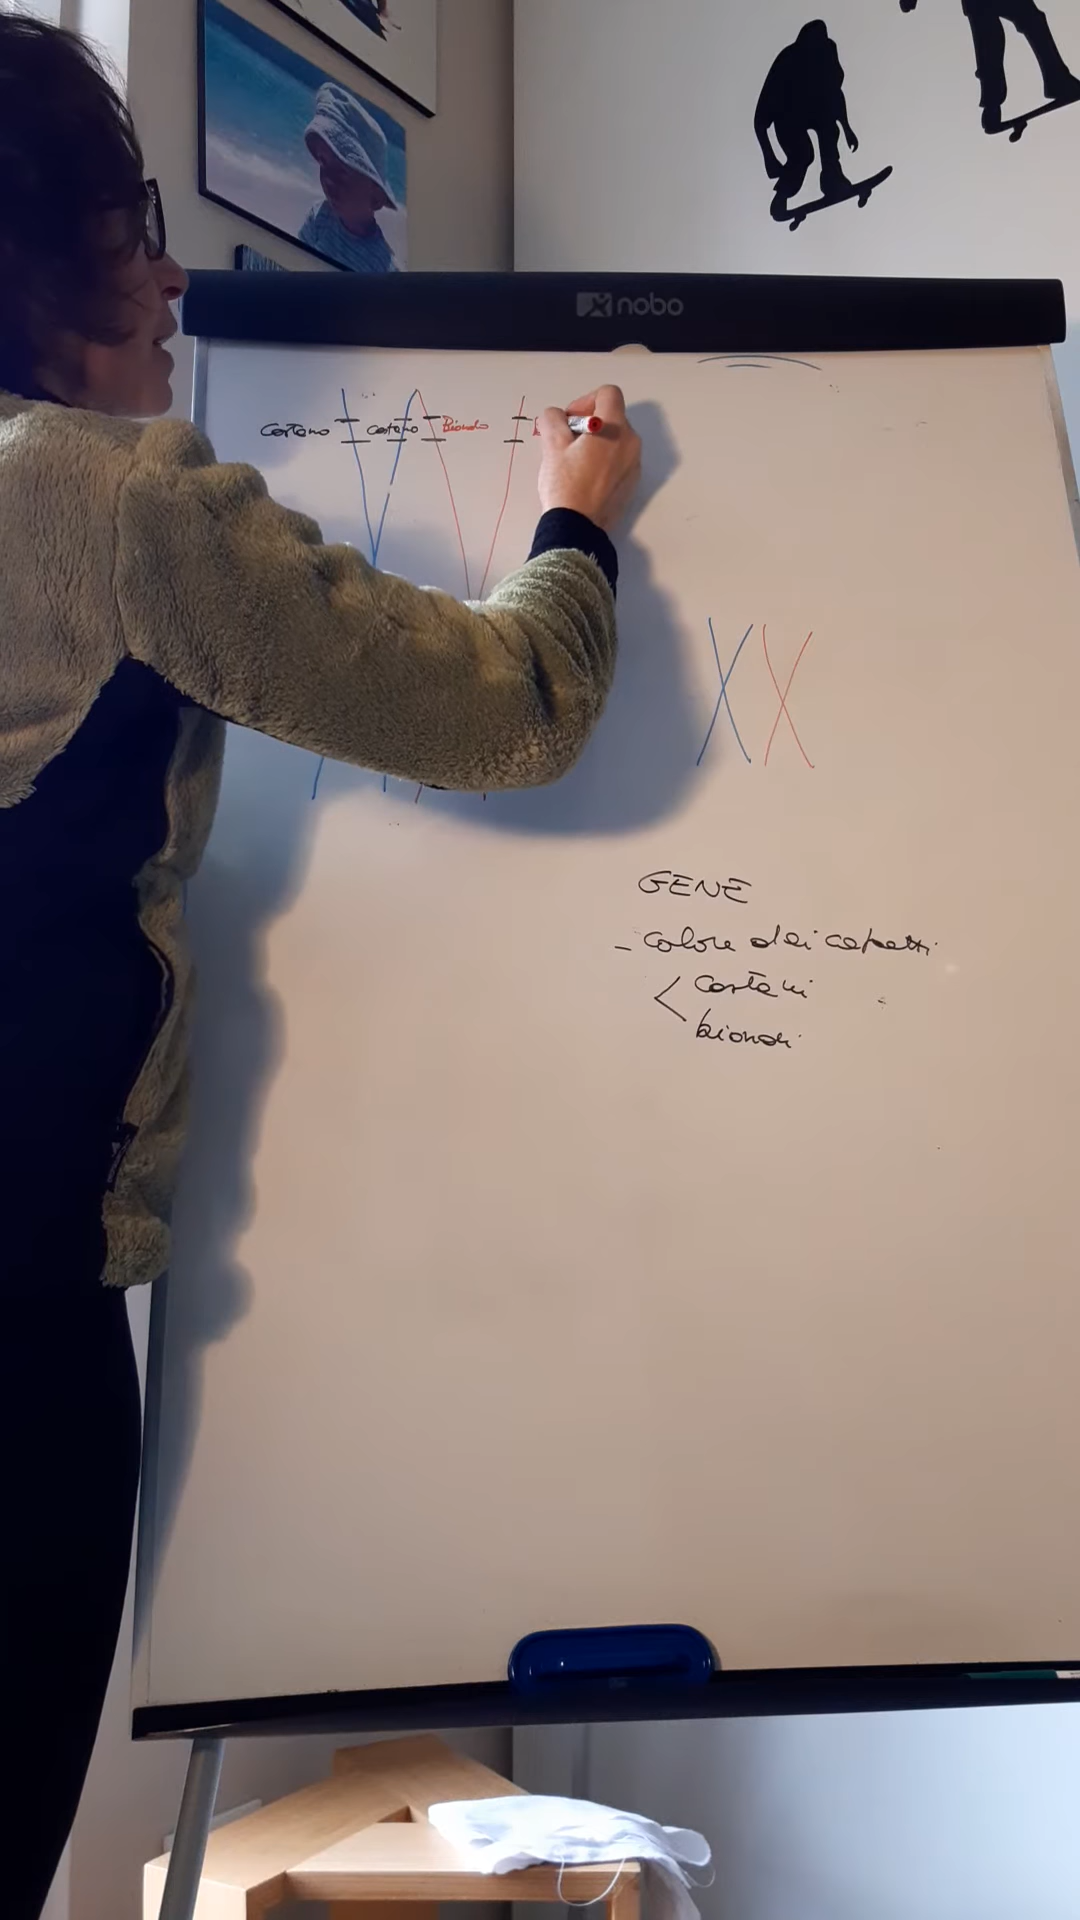 nobo
Castano castano Biondo
GENE
- colore dei capelli
castani
biondi